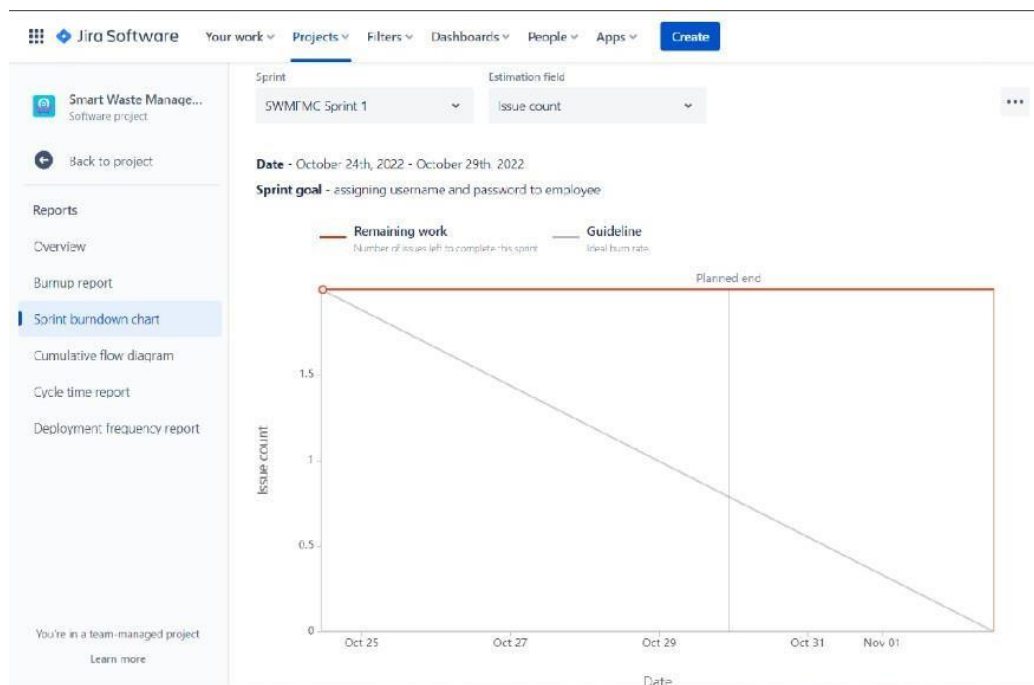 Jira Software Your work Projects Filters Dashboards People Apps Create
Smart Waste Manage...
Software project
Back to project
Reports
Overview
Burnup report
Sprint burndown chart
Cumulative flow diagram
Cycle time report
Deployment frequency report
You're in a team-managed project
Learn more
Sprint Estimation field
SWMFMC Sprint 1 Issue count
Date - October 24th, 2022 - October 29th, 2022
Sprint goal - assigning username and password to employee
Remaining work Guideline
Number of issues left to complete this sprint Ideal burn rate
Planned end
1.5
1
0.5
0
Issue count
Oct 25 Oct 27 Oct 29 Oct 31 Nov 01
Date